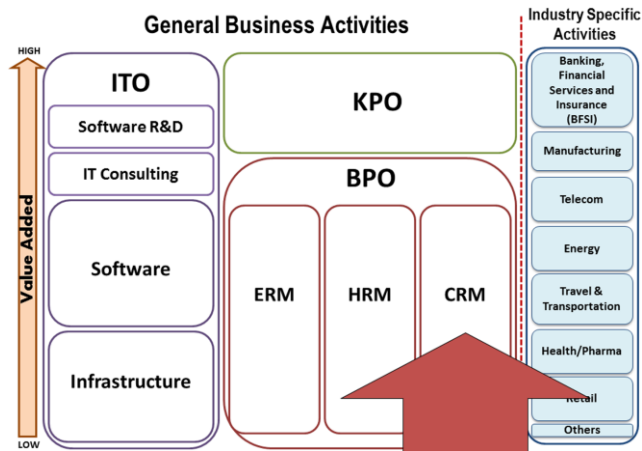 General Business Activities
Industry Specific
Activities
HIGH
Value Added
LOW
ITO
Software R&D
IT Consulting
Software
Infrastructure
KPO
BPO
ERM
HRM
CRM
Banking,
Financial
Services and
Insurance
(BFSI)
Manufacturing
Telecom
Energy
Travel &
Transportation
Health/Pharma
Retail
Others